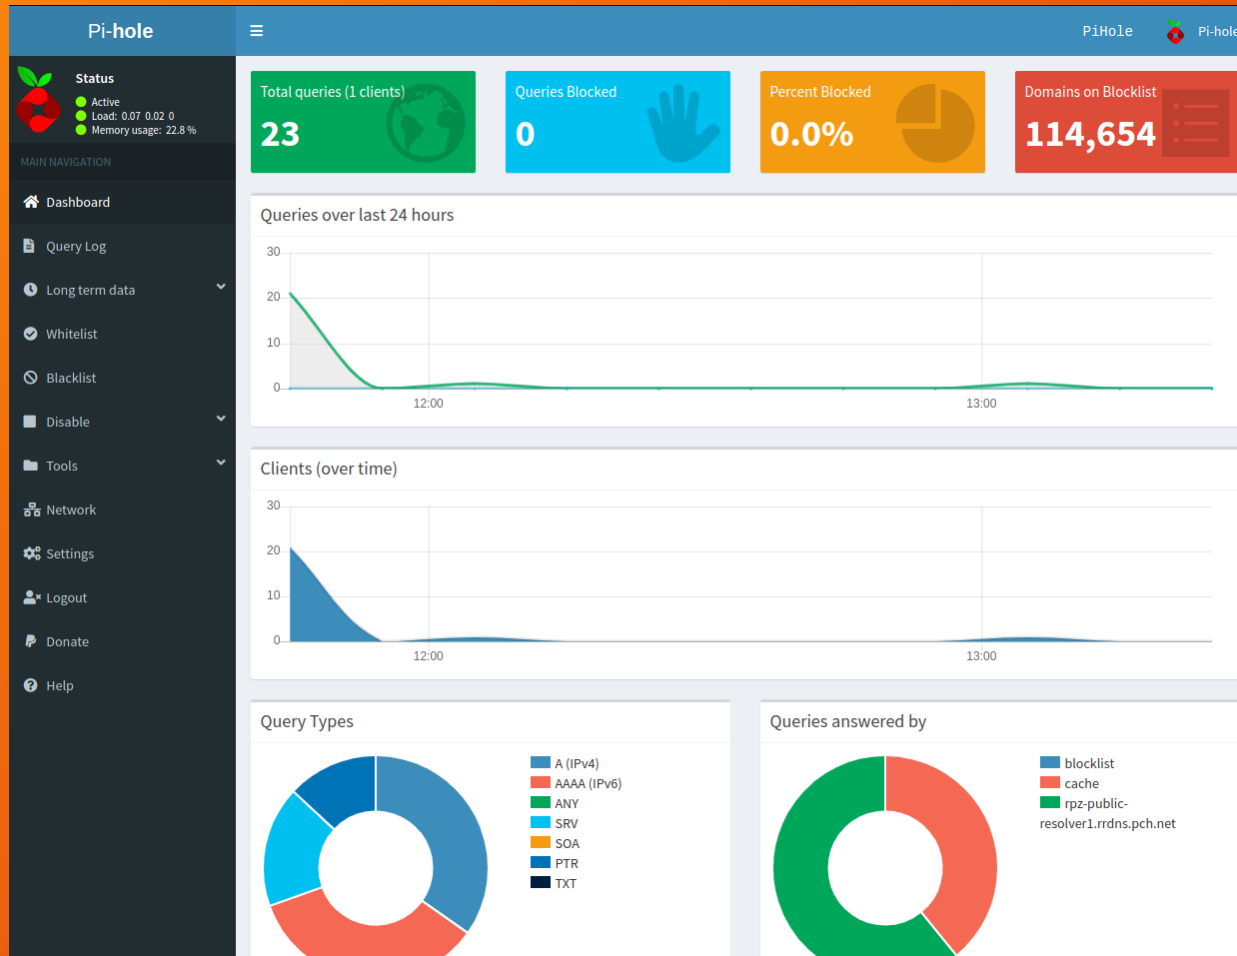 Pi-hole
PiHole
Pi-hole
Status
Active
Load: 0.07 0.02 0
Memory usage: 22.8 %
MAIN NAVIGATION
Dashboard
Query Log
Long term data
Whitelist
Blacklist
Disable
Tools
Network
Settings
Logout
Donate
Help
Total queries (1 clients)
23
Queries Blocked
0
Percent Blocked
0.0%
Domains on Blocklist
114,654
Queries over last 24 hours
30
20
10
0
12:00
13:00
Clients (over time)
30
20
10
0
12:00
13:00
Query Types
A (IPv4)
AAAA (IPv6)
ANY
SRV
SOA
PTR
TXT
Queries answered by
blocklist
cache
rpz-public-
resolver1.rrdns.pch.net